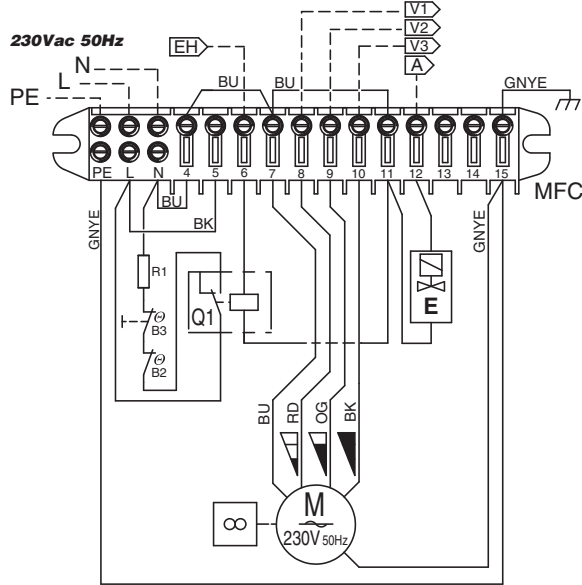 230Vac 50Hz
EH
V1
V2
V3
A
N
L
PE
BU
BU
GNYE
PE L N 4 5 6 7 8 9 10 11 12 13 14 15
MFC
BU
BK
GNYE
GNYE
R1
Q1
B3
B2
E
BU
RD
OG
BK
8
M
230V 50Hz